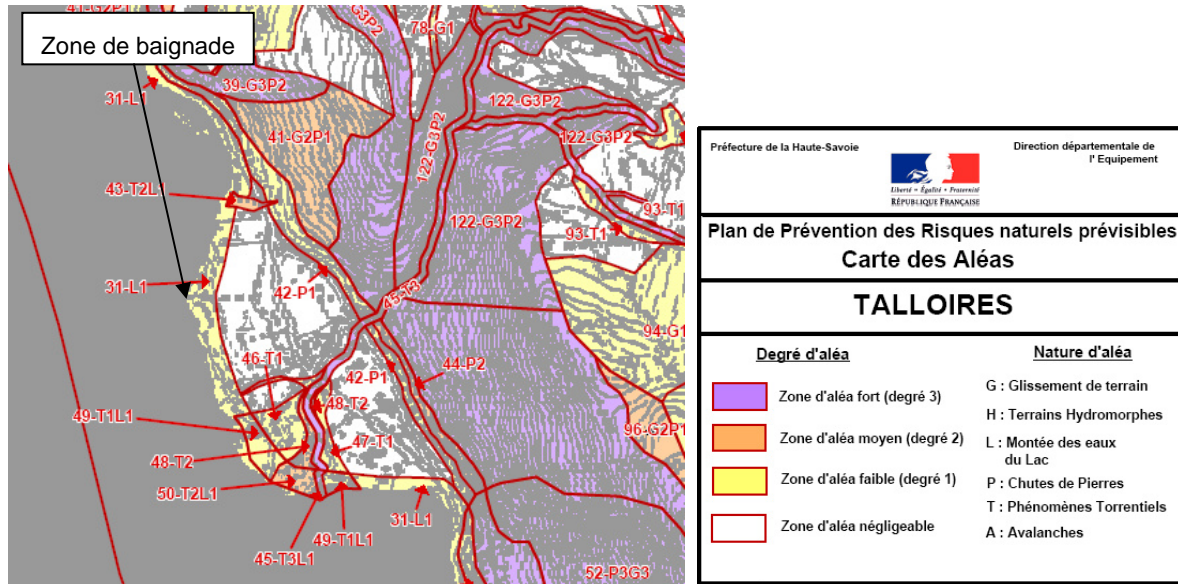 41-G2P1
Zone de baignade
G3P2
78-G1
31-L1
39-G3P2
122-G3P2
41-G2P1
122-G3P2
122-G3P2
43-T2L1
122-G3P2
93-T1
93-T1
31-L1
42-P1
45-T3
94-G1
46-T1
42-P1
44-P2
48-T2
49-T1L1
47-T1
96-G2P1
48-T2
50-T2L1
31-L1
49-T1L1
45-T3L1
52-P3G3
Préfecture de la Haute-Savoie
Direction départementale de
l' Equipement
Liberté • Égalité • Fraternité
RÉPUBLIQUE FRANÇAISE
Plan de Prévention des Risques naturels prévisibles
Carte des Aléas
TALLOIRES
Degré d'aléa
Zone d'aléa fort (degré 3)
Zone d'aléa moyen (degré 2)
Zone d'aléa faible (degré 1)
Zone d'aléa négligeable
Nature d'aléa
G : Glissement de terrain
H : Terrains Hydromorphes
L : Montée des eaux
du Lac
P : Chutes de Pierres
T : Phénomènes Torrentiels
A : Avalanches